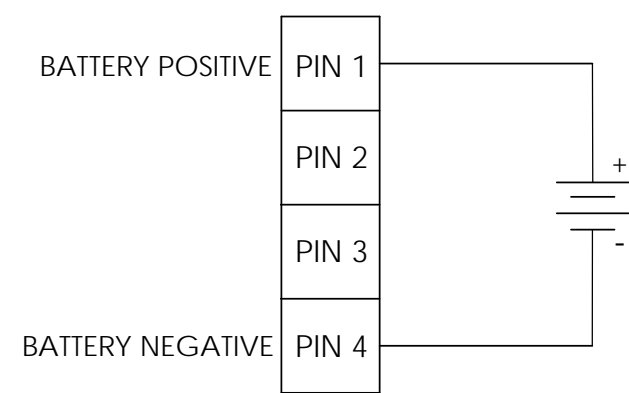 BATTERY POSITIVE PIN 1
+
PIN 2
PIN 3
-
BATTERY NEGATIVE PIN 4